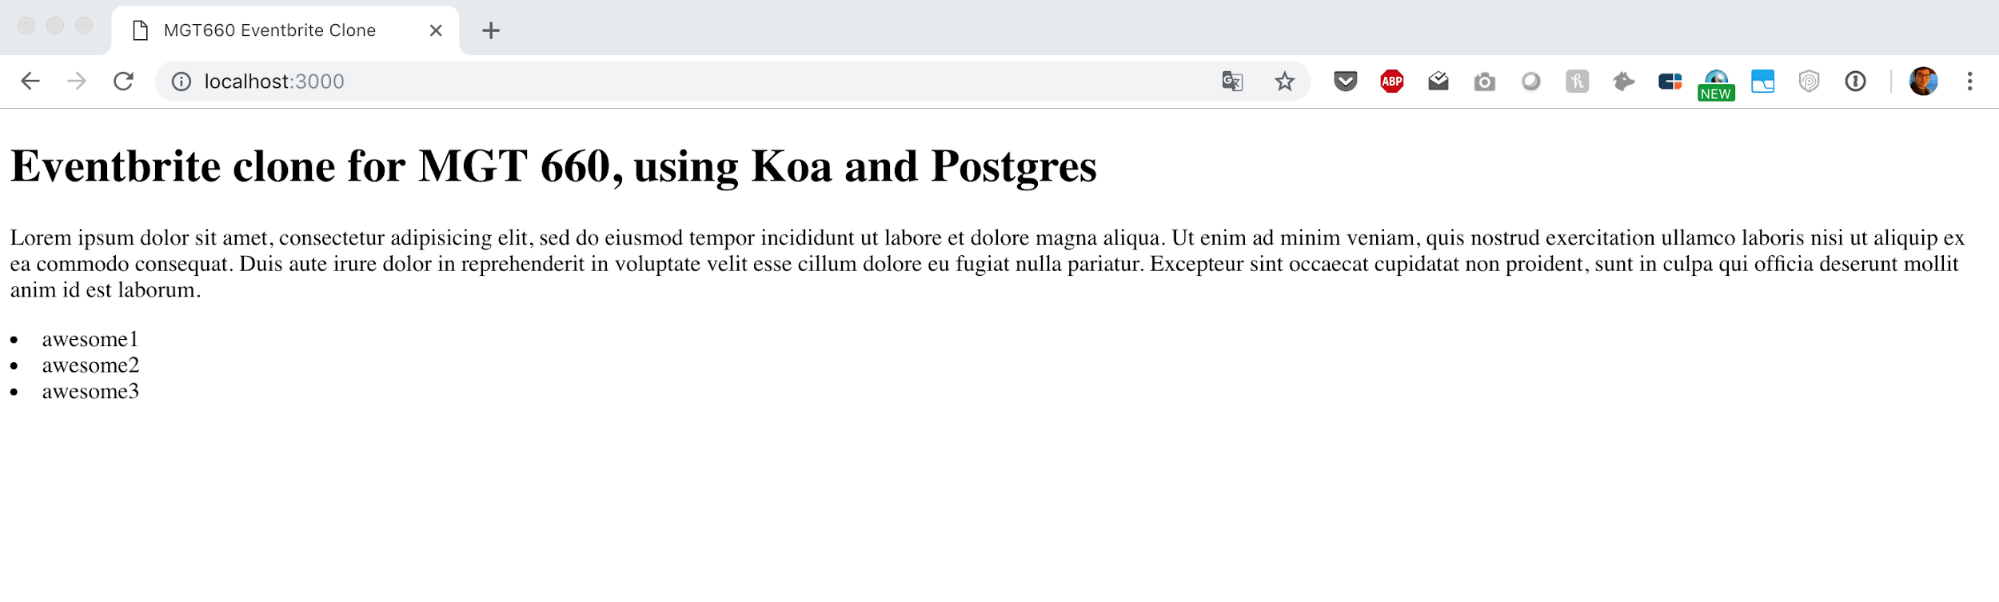 MGT660 Eventbrite Clone
localhost:3000
ABP
NEW
Eventbrite clone for MGT 660, using Koa and Postgres
Lorem ipsum dolor sit amet, consectetur adipisicing elit, sed do eiusmod tempor incididunt ut labore et dolore magna aliqua. Ut enim ad minim veniam, quis nostrud exercitation ullamco laboris nisi ut aliquip ex
ea commodo consequat. Duis aute irure dolor in reprehenderit in voluptate velit esse cillum dolore eu fugiat nulla pariatur. Excepteur sint occaecat cupidatat non proident, sunt in culpa qui officia deserunt mollit
anim id est laborum.
• awesome1
• awesome2
• awesome3